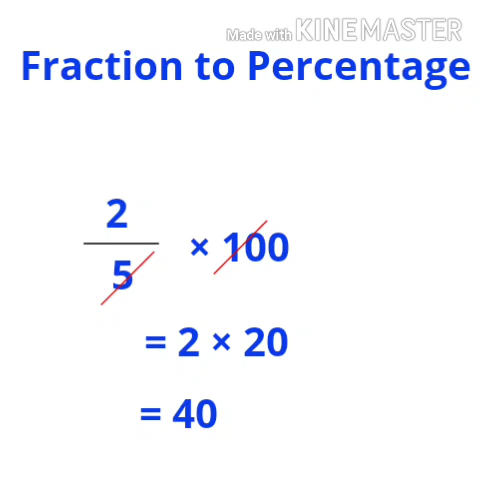 Made with KINEMASTER
Fraction to Percentage
2
5
× 100
= 2 × 20
= 40